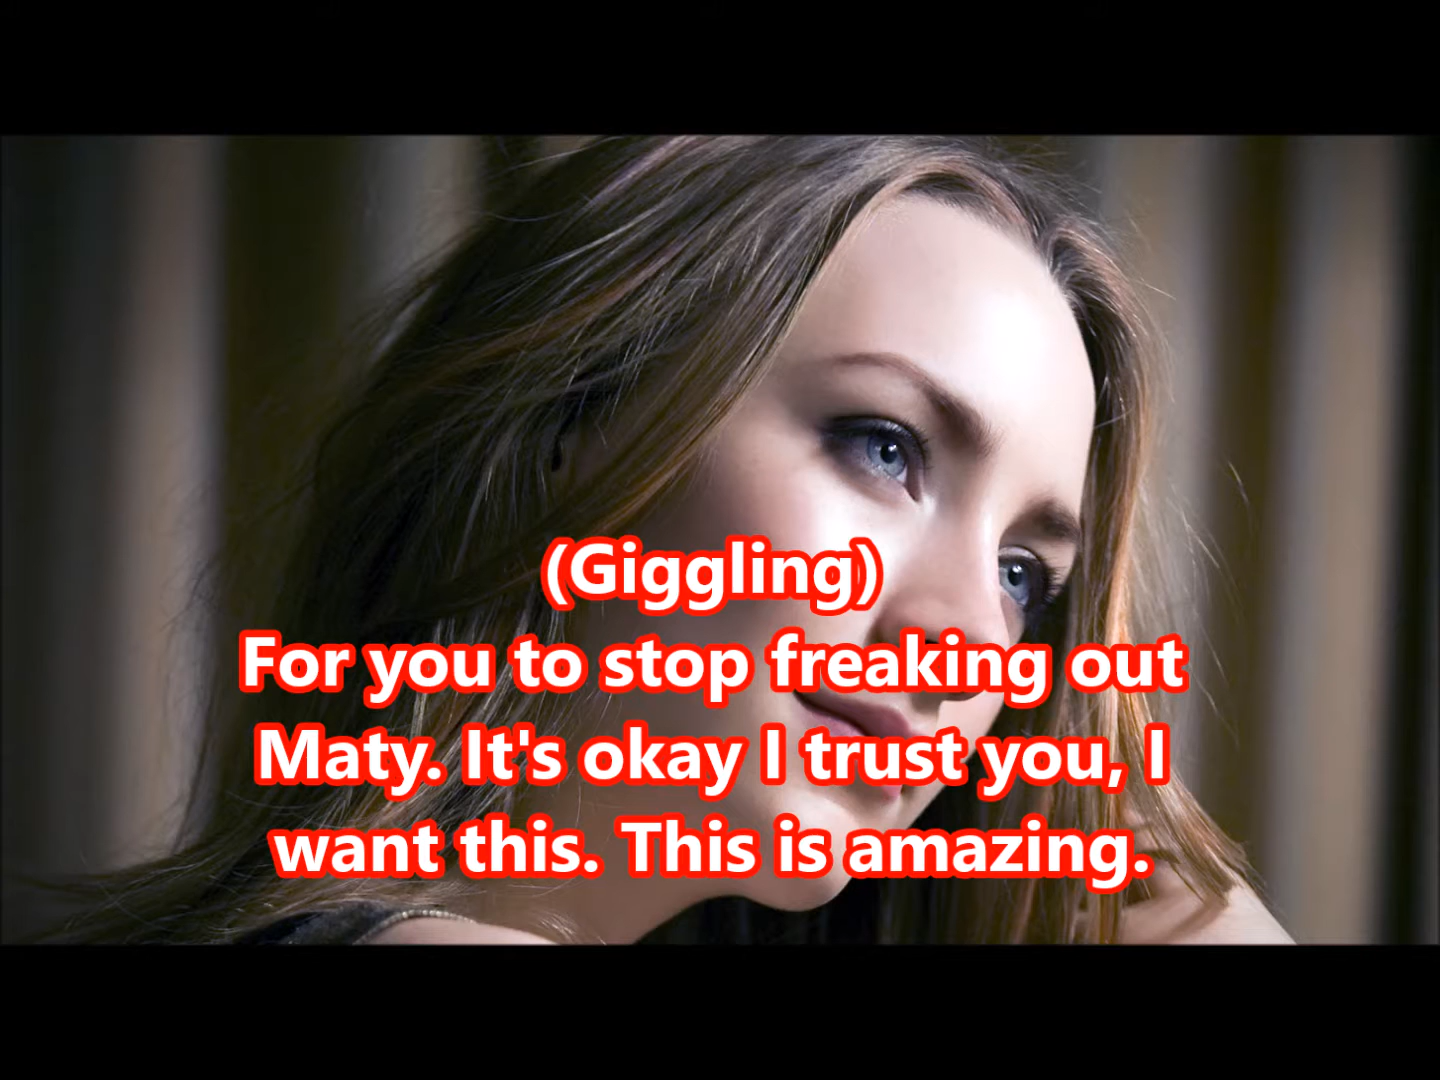 (Giggling)
For you to stop freaking out
Maty. It's okay I trust you, I
want this. This is amazing.